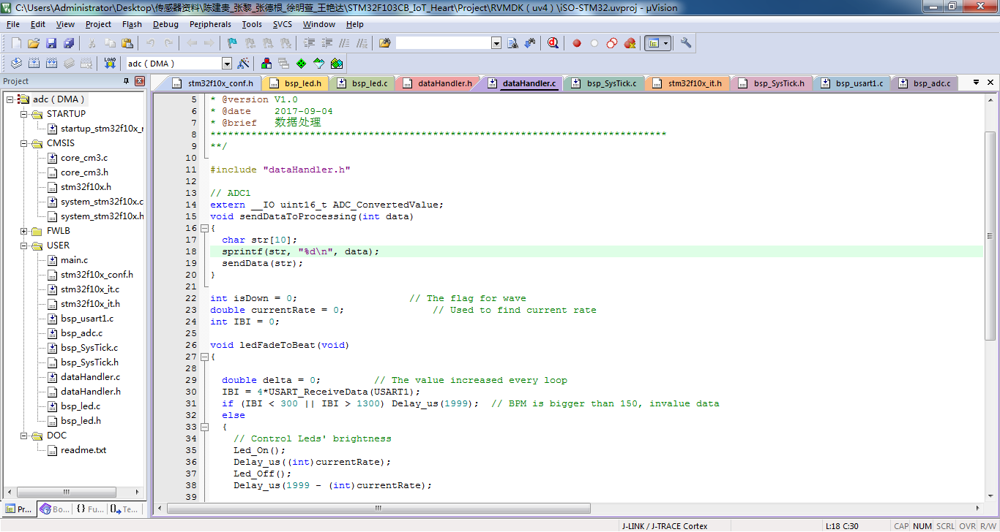 C:\Users\Administrator\Desktop\传感器资料\陈建贵_张黎_张德根_徐明萱_王艳达\STM32F103CB_IoT_Heart\Project\RVMDK（uv4）\iSO-STM32.uvproj - µVision
File Edit View Project Flash Debug Peripherals Tools SVCS Window Help
LOAD adc（DMA）
Project
stm32f10x_conf.h bsp_led.h bsp_led.c dataHandler.h dataHandler.c bsp_SysTick.c stm32f10x_it.h bsp_SysTick.h bsp_usart1.c bsp_adc.c
adc（DMA）
STARTUP
startup_stm32f10x_r
CMSIS
core_cm3.c
core_cm3.h
stm32f10x.h
system_stm32f10x.c
system_stm32f10x.h
FWLB
USER
main.c
stm32f10x_conf.h
stm32f10x_it.c
stm32f10x_it.h
bsp_usart1.c
bsp_adc.c
bsp_SysTick.c
bsp_SysTick.h
dataHandler.c
dataHandler.h
bsp_led.c
bsp_led.h
DOC
readme.txt
Pr... Bo... {} Fu... Te...
5 * @version V1.0
6 * @date    2017-09-04
7 * @brief   数据处理
8 ******************************************************************************
9 **/
10
11 #include "dataHandler.h"
12
13 // ADC1
14 extern __IO uint16_t ADC_ConvertedValue;
15 void sendDataToProcessing(int data)
16 {
17   char str[10];
18   sprintf(str, "%d\n", data);
19   sendData(str);
20 }
21
22 int isDown = 0;                   // The flag for wave
23 double currentRate = 0;               // Used to find current rate
24 int IBI = 0;
25
26 void ledFadeToBeat(void)
27 {
28
29   double delta = 0;         // The value increased every loop
30   IBI = 4*USART_ReceiveData(USART1);
31   if (IBI < 300 || IBI > 1300) Delay_us(1999);  // BPM is bigger than 150, invalue data
32   else
33   {
34     // Control Leds' brightness
35     Led_On();
36     Delay_us((int)currentRate);
37     Led_Off();
38     Delay_us(1999 - (int)currentRate);
39
J-LINK / J-TRACE Cortex L:18 C:30 CAP NUM SCRL OVR R/W